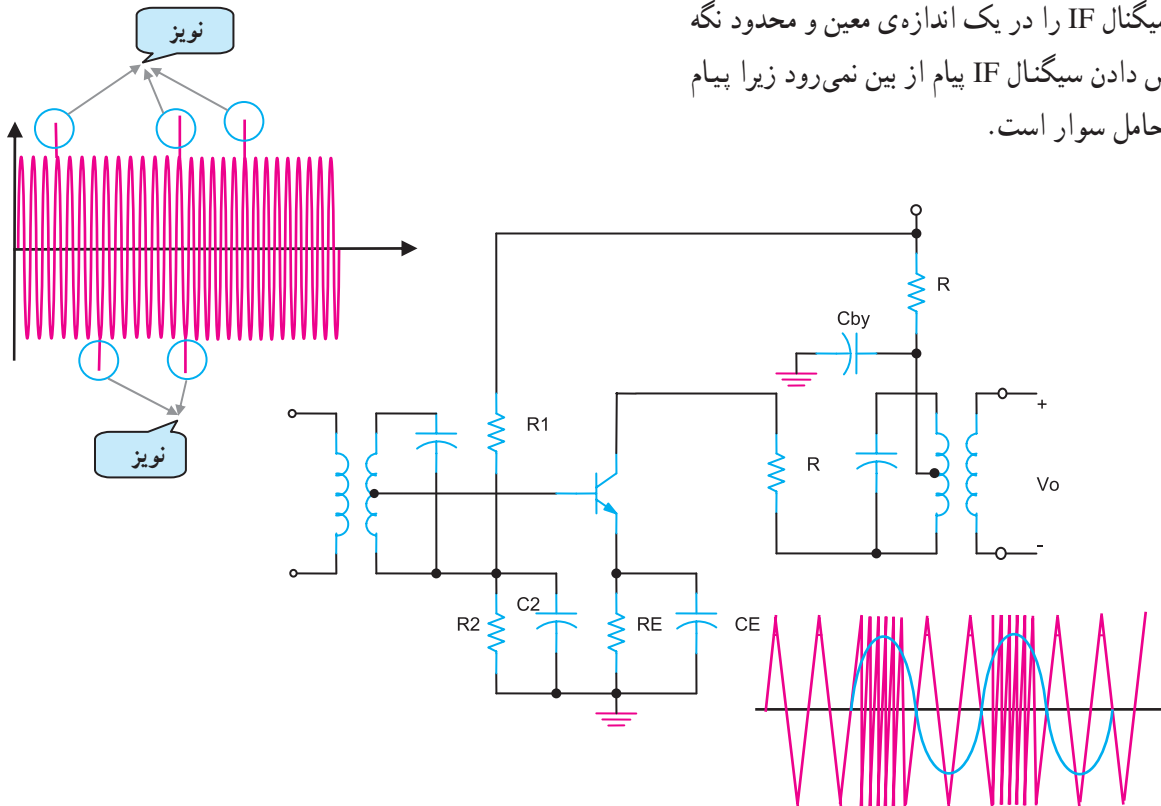 یگنال IF را در یک اندازه‌ی معین و محدود نگه
دادن سیگنال IF پیام از بین نمی‌رود زیرا پیام
حامل سوار است.
نویز
نویز
R
Cby
R1
R
+
Vo
-
R2
C2
RE
CE